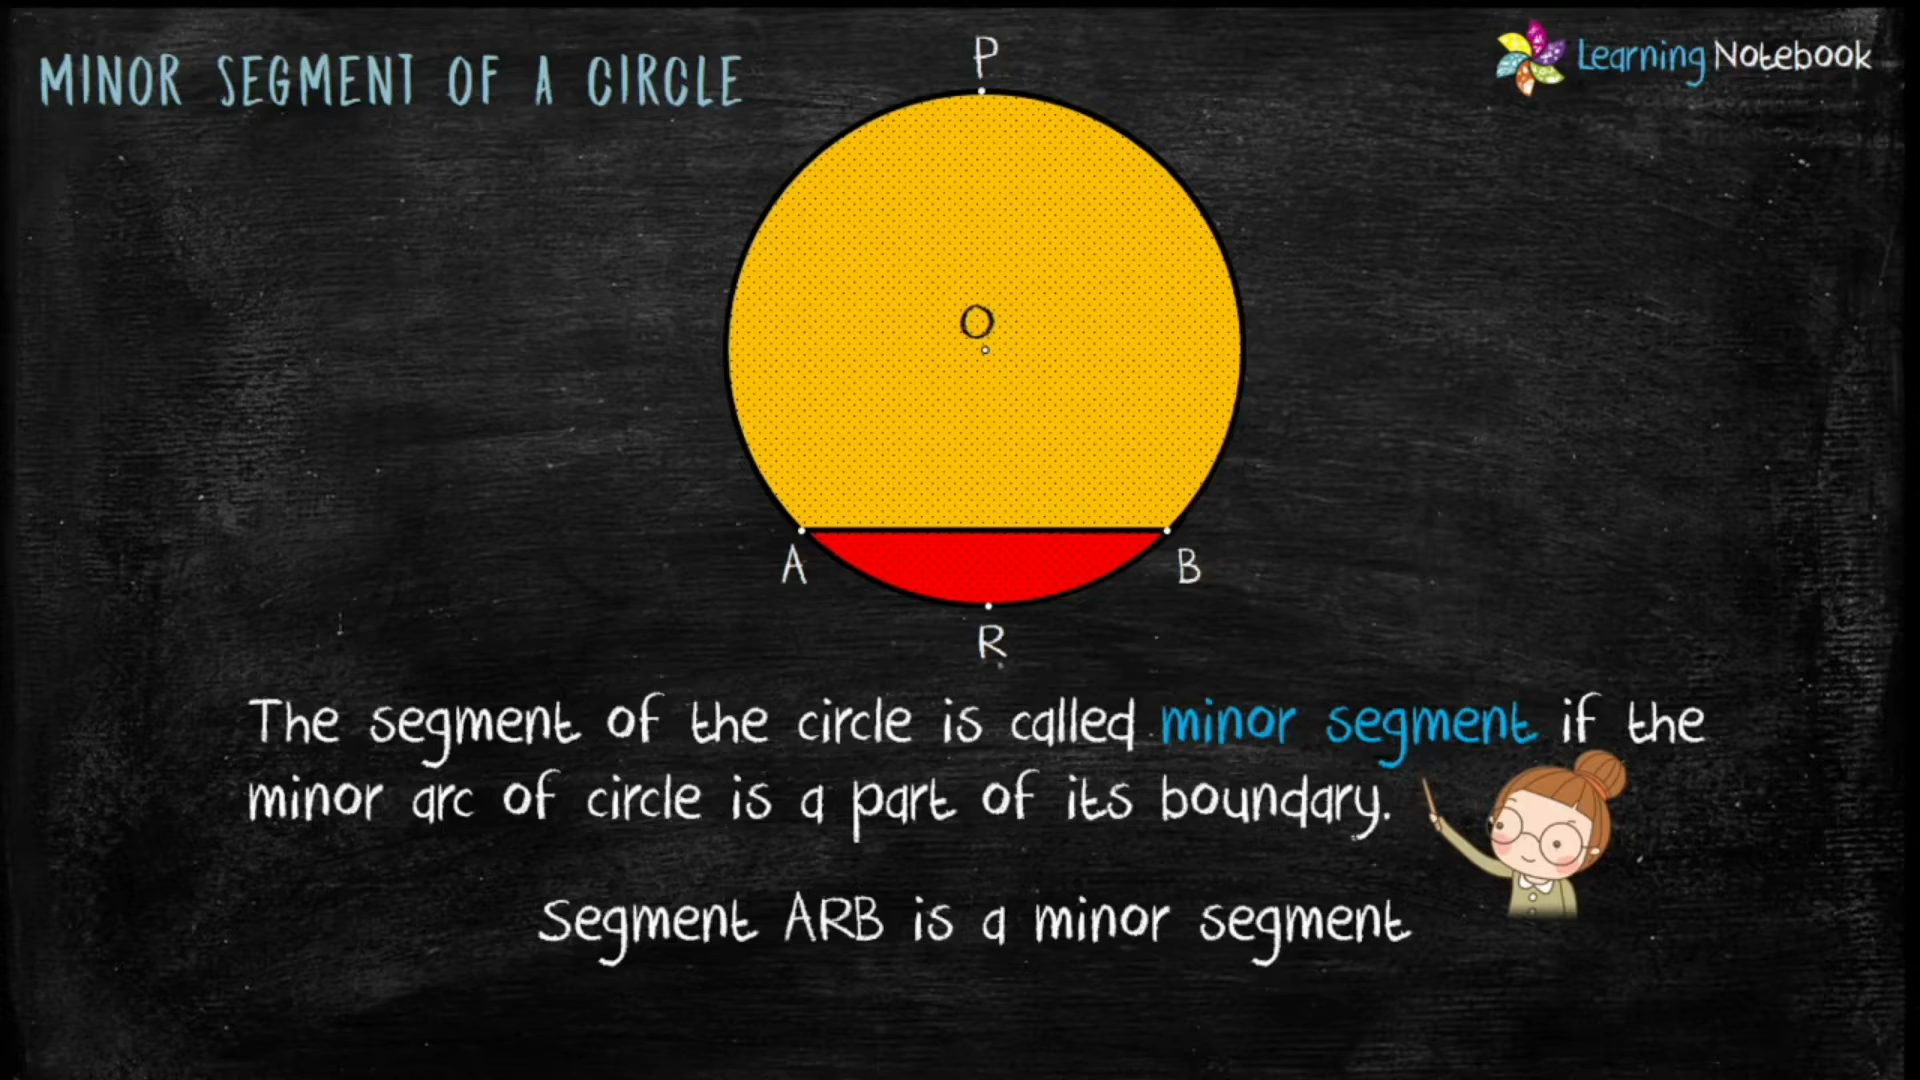 MINOR SEGMENT OF A CIRCLE
Learning Notebook
P
O
A
B
R
The segment of the circle is called minor segment if the
minor arc of circle is a part of its boundary.
Segment ARB is a minor segment